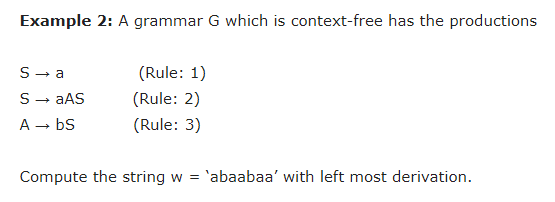 Example 2: A grammar G which is context-free has the productions
S → a (Rule: 1)
S → aAS (Rule: 2)
A → bS (Rule: 3)
Compute the string w = ‘abaabaa’ with left most derivation.